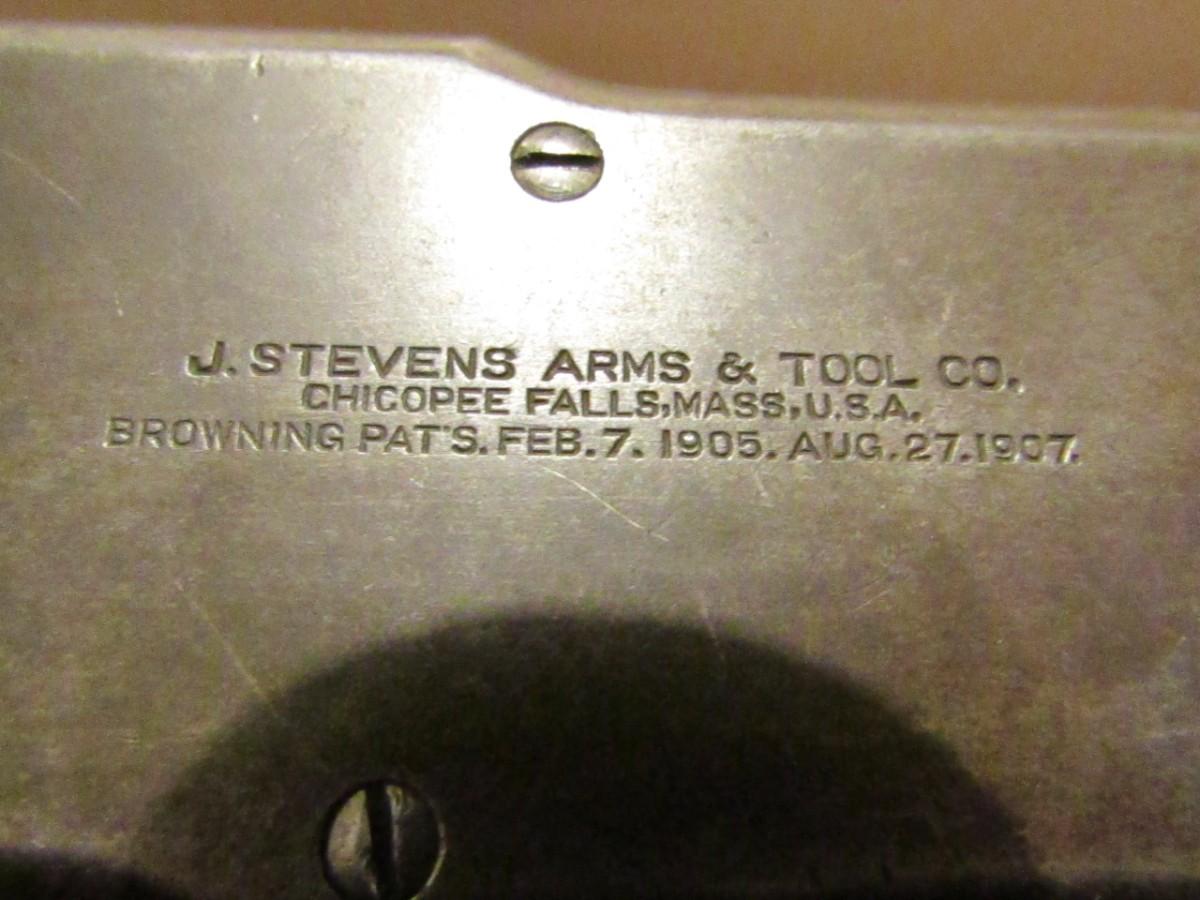 J. STEVENS ARMS & TOOL CO.
CHICOPEE FALLS, MASS, U.S.A.
BROWNING PAT'S. FEB. 7. 1905. AUG. 27. 1907.